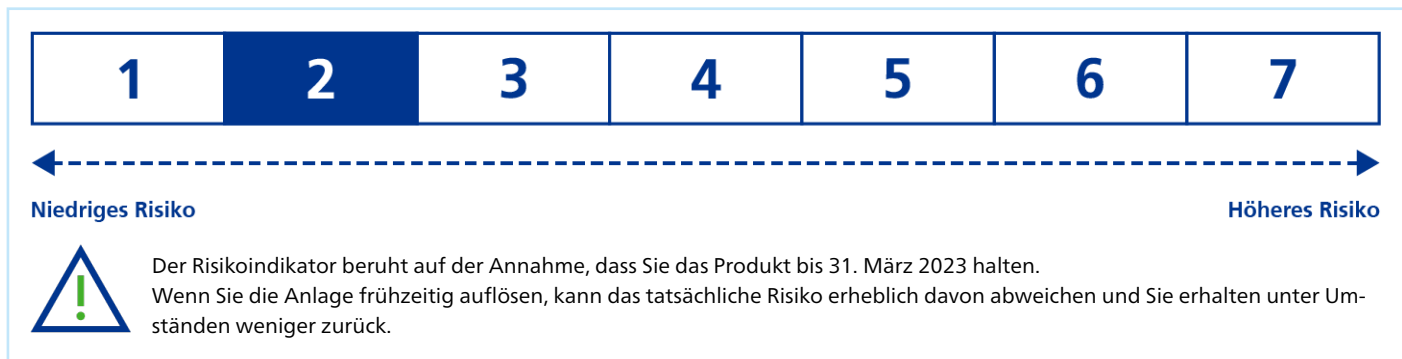 1 2 3 4 5 6 7
Niedriges Risiko Höheres Risiko
Der Risikoindikator beruht auf der Annahme, dass Sie das Produkt bis 31. März 2023 halten.
Wenn Sie die Anlage frühzeitig auflösen, kann das tatsächliche Risiko erheblich davon abweichen und Sie erhalten unter Um-
ständen weniger zurück.